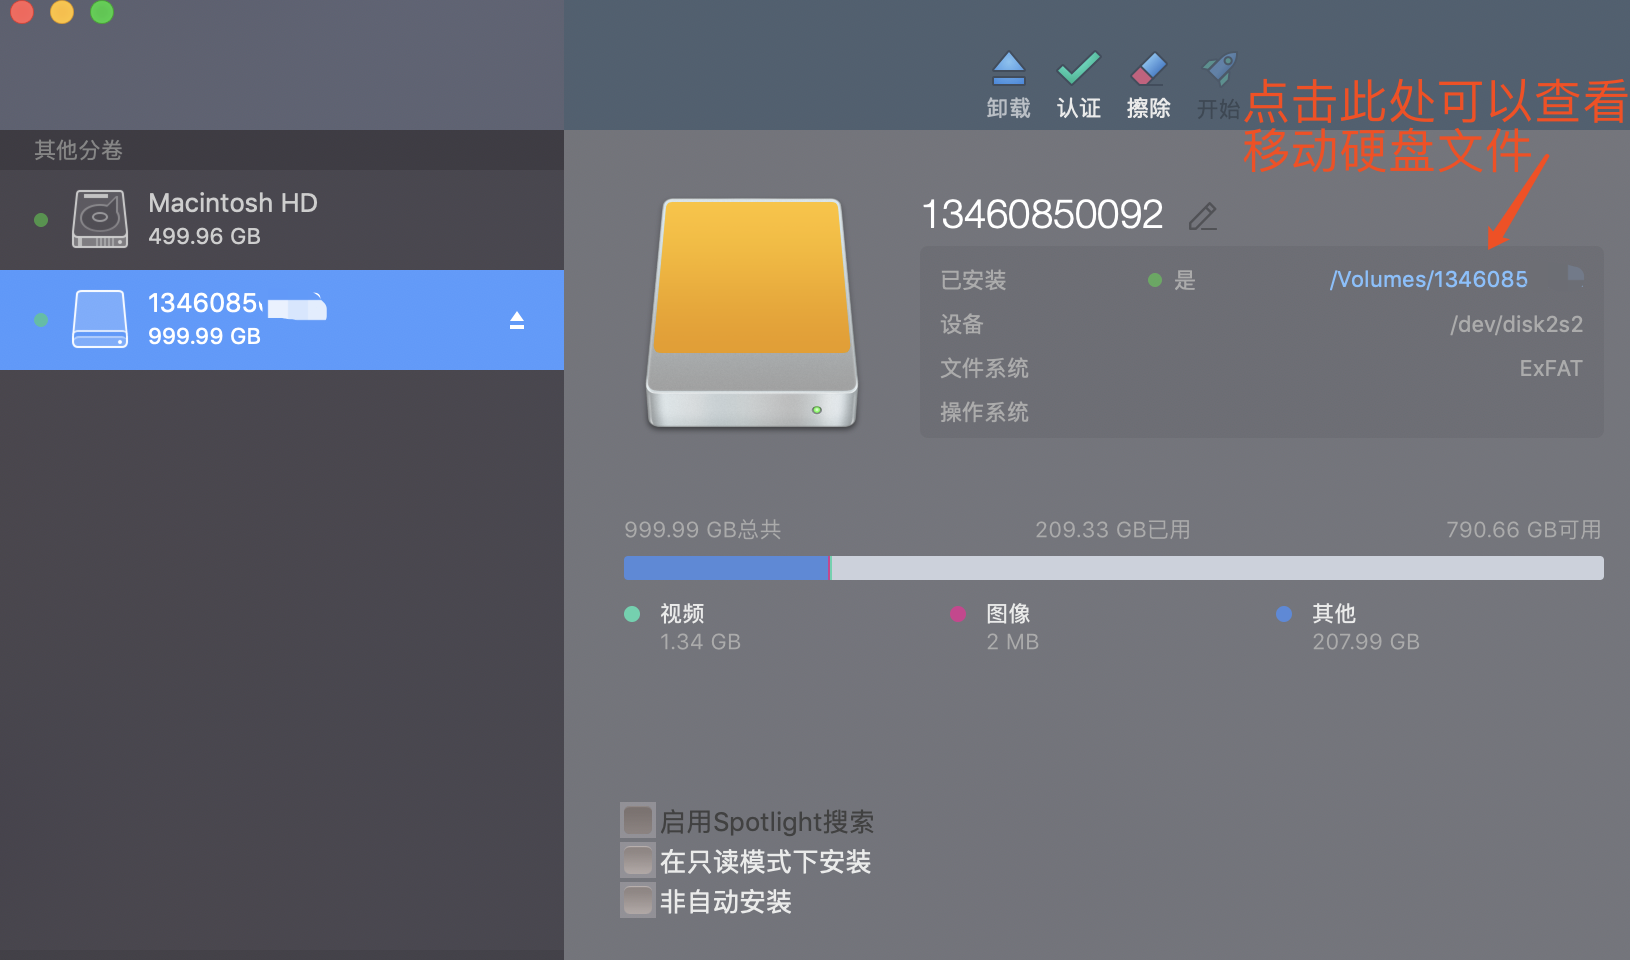 卸载
认证
擦除
开始
点击此处可以查看
移动硬盘文件
其他分卷
Macintosh HD
499.96 GB
1346085
999.99 GB
13460850092
已安装 是 /Volumes/1346085
设备 /dev/disk2s2
文件系统 ExFAT
操作系统
999.99 GB总共 209.33 GB已用 790.66 GB可用
视频 图像 其他
1.34 GB 2 MB 207.99 GB
启用Spotlight搜索
在只读模式下安装
非自动安装